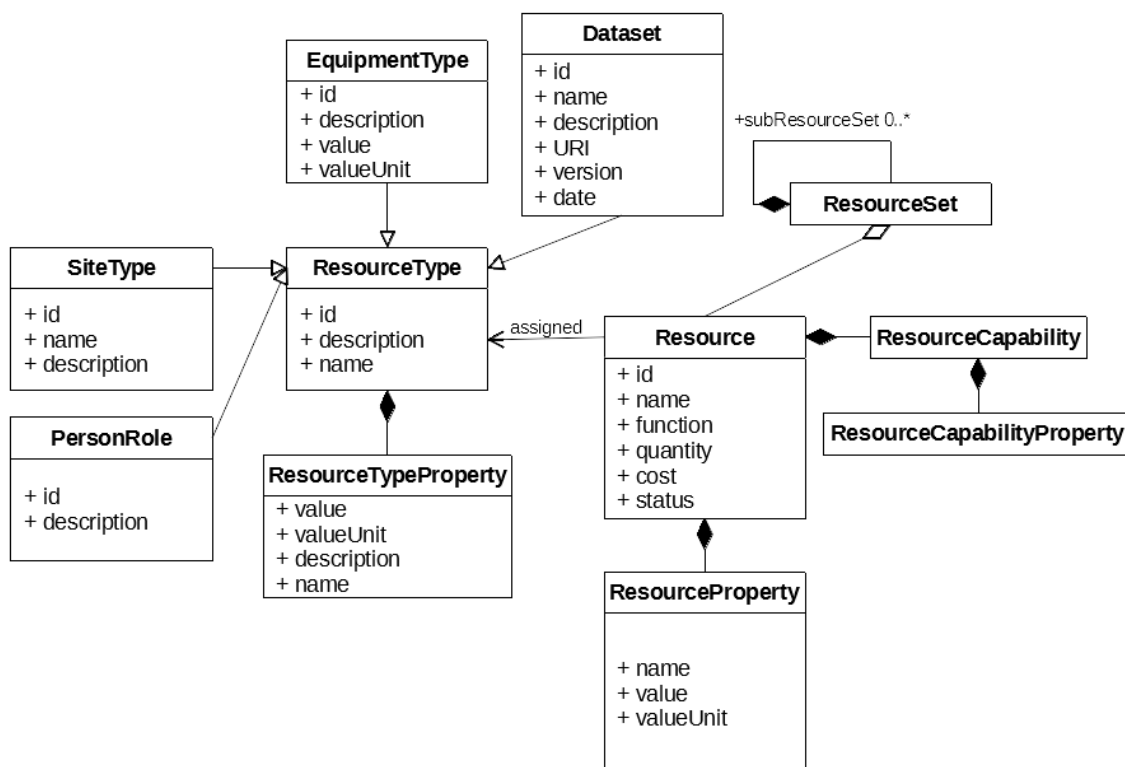 EquipmentType
+ id
+ description
+ value
+ valueUnit
Dataset
+ id
+ name
+ description
+ URI
+ version
+ date
+subResourceSet 0..*
ResourceSet
SiteType
+ id
+ name
+ description
ResourceType
+ id
+ description
+ name
assigned
Resource
+ id
+ name
+ function
+ quantity
+ cost
+ status
ResourceCapability
ResourceCapabilityProperty
PersonRole
+ id
+ description
ResourceTypeProperty
+ value
+ valueUnit
+ description
+ name
ResourceProperty
+ name
+ value
+ valueUnit